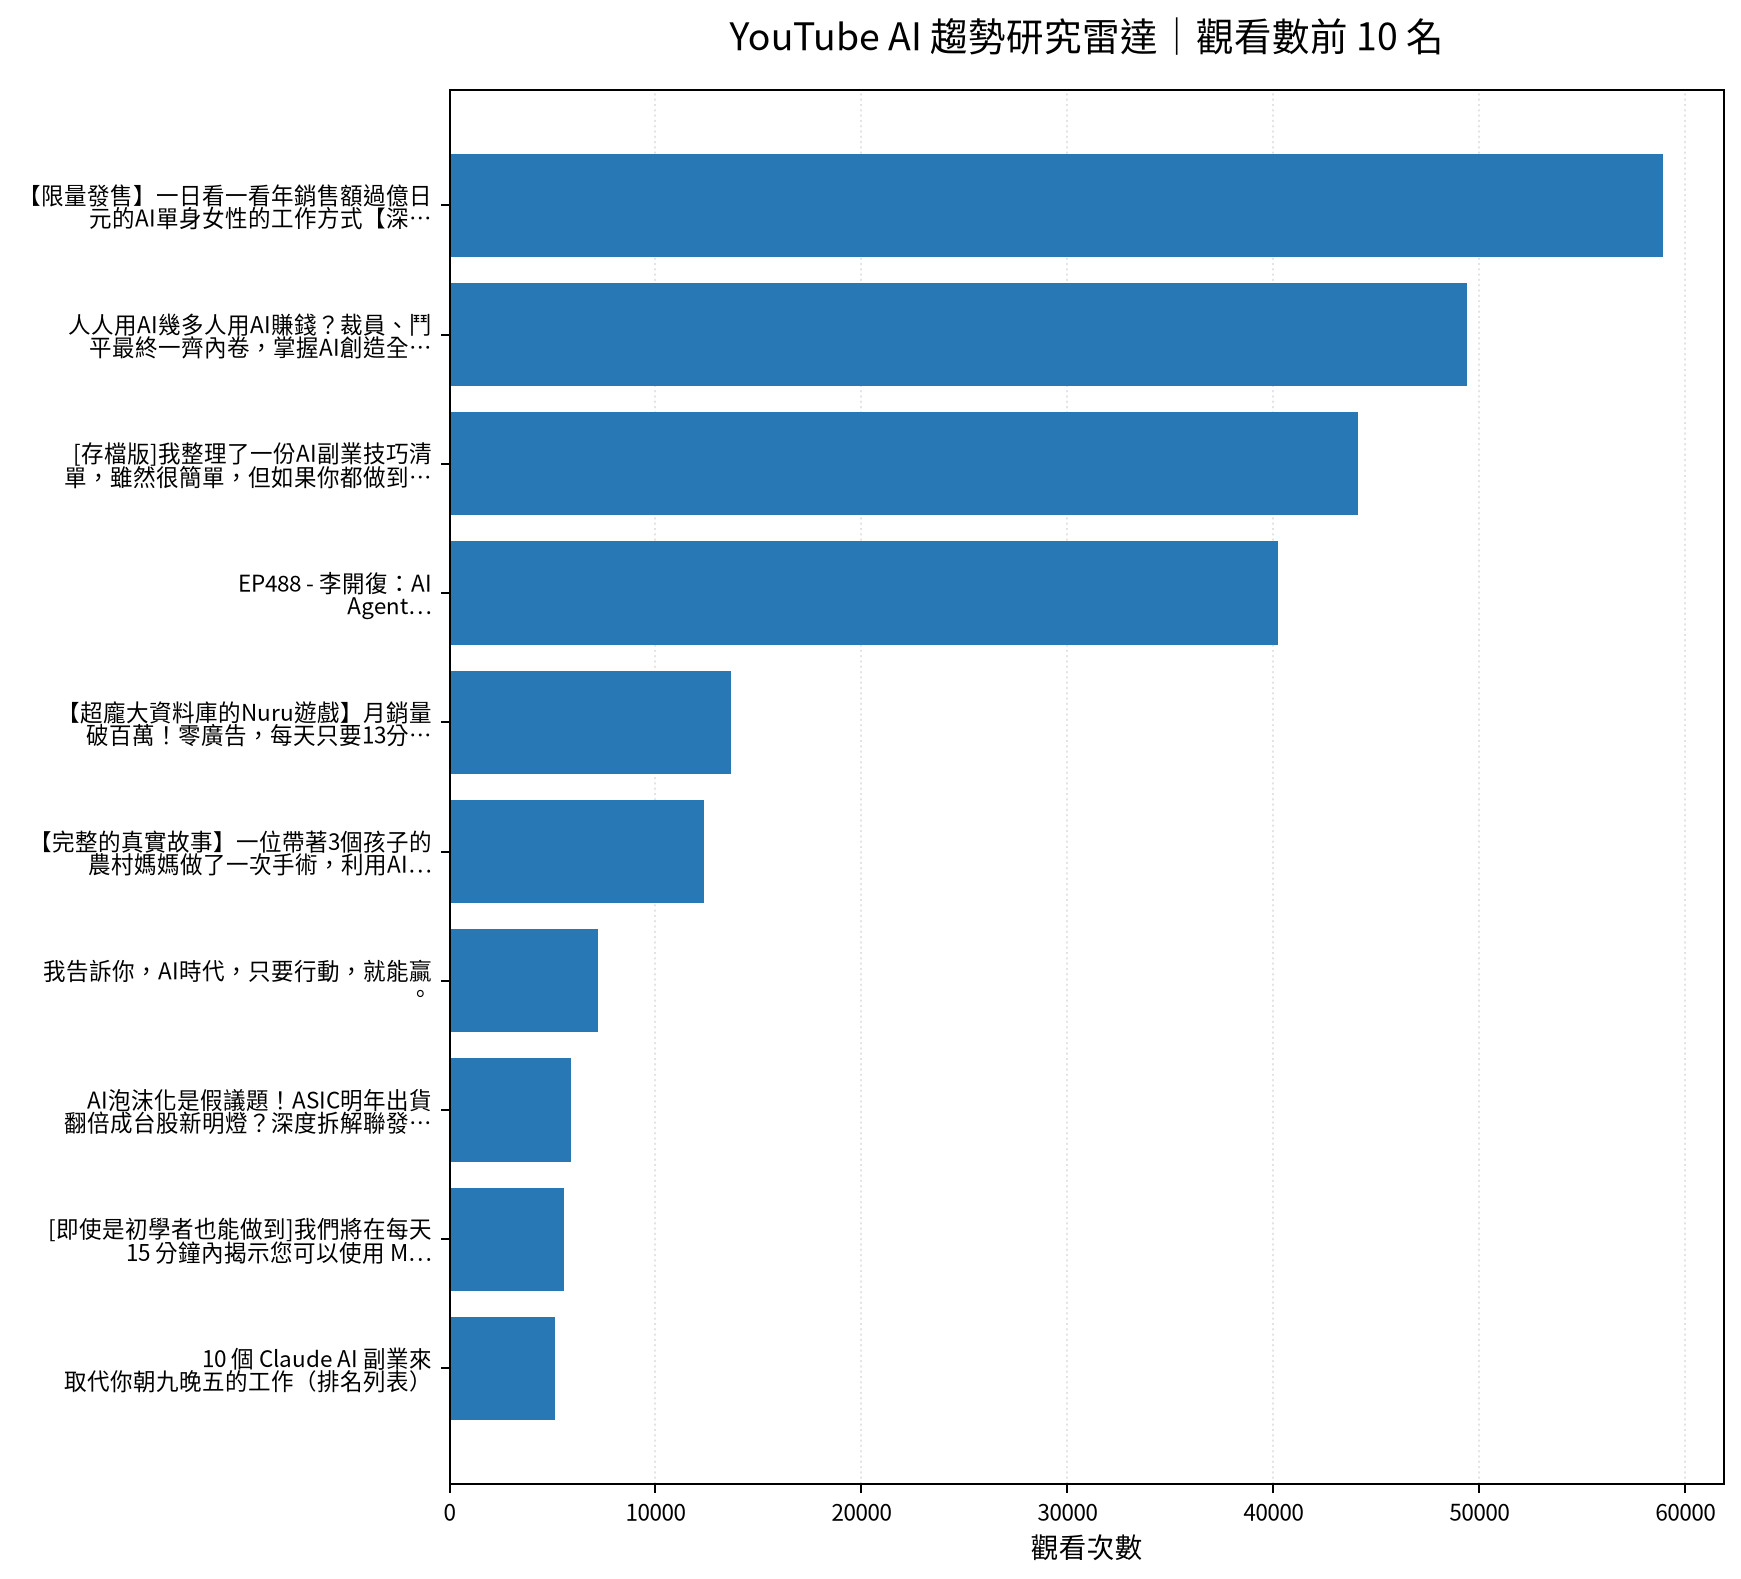 YouTube AI 趨勢研究雷達｜觀看數前 10 名
【限量發售】一日看一看年銷售額過億日
元的AI單身女性的工作方式【深…
人人用AI幾多人用AI賺錢？裁員、鬥
平最終一齊內卷，掌握AI創造全…
[存檔版]我整理了一份AI副業技巧清
單，雖然很簡單，但如果你都做到…
EP488 - 李開復：AI
Agent…
【超龐大資料庫的Nuru遊戲】月銷量
破百萬！零廣告，每天只要13分…
【完整的真實故事】一位帶著3個孩子的
農村媽媽做了一次手術，利用AI…
我告訴你，AI時代，只要行動，就能贏
。
AI泡沫化是假議題！ASIC明年出貨
翻倍成台股新明燈？深度拆解聯發…
[即使是初學者也能做到]我們將在每天
15 分鐘內揭示您可以使用 M…
10 個 Claude AI 副業來
取代你朝九晚五的工作（排名列表）
0 10000 20000 30000 40000 50000 60000
觀看次數